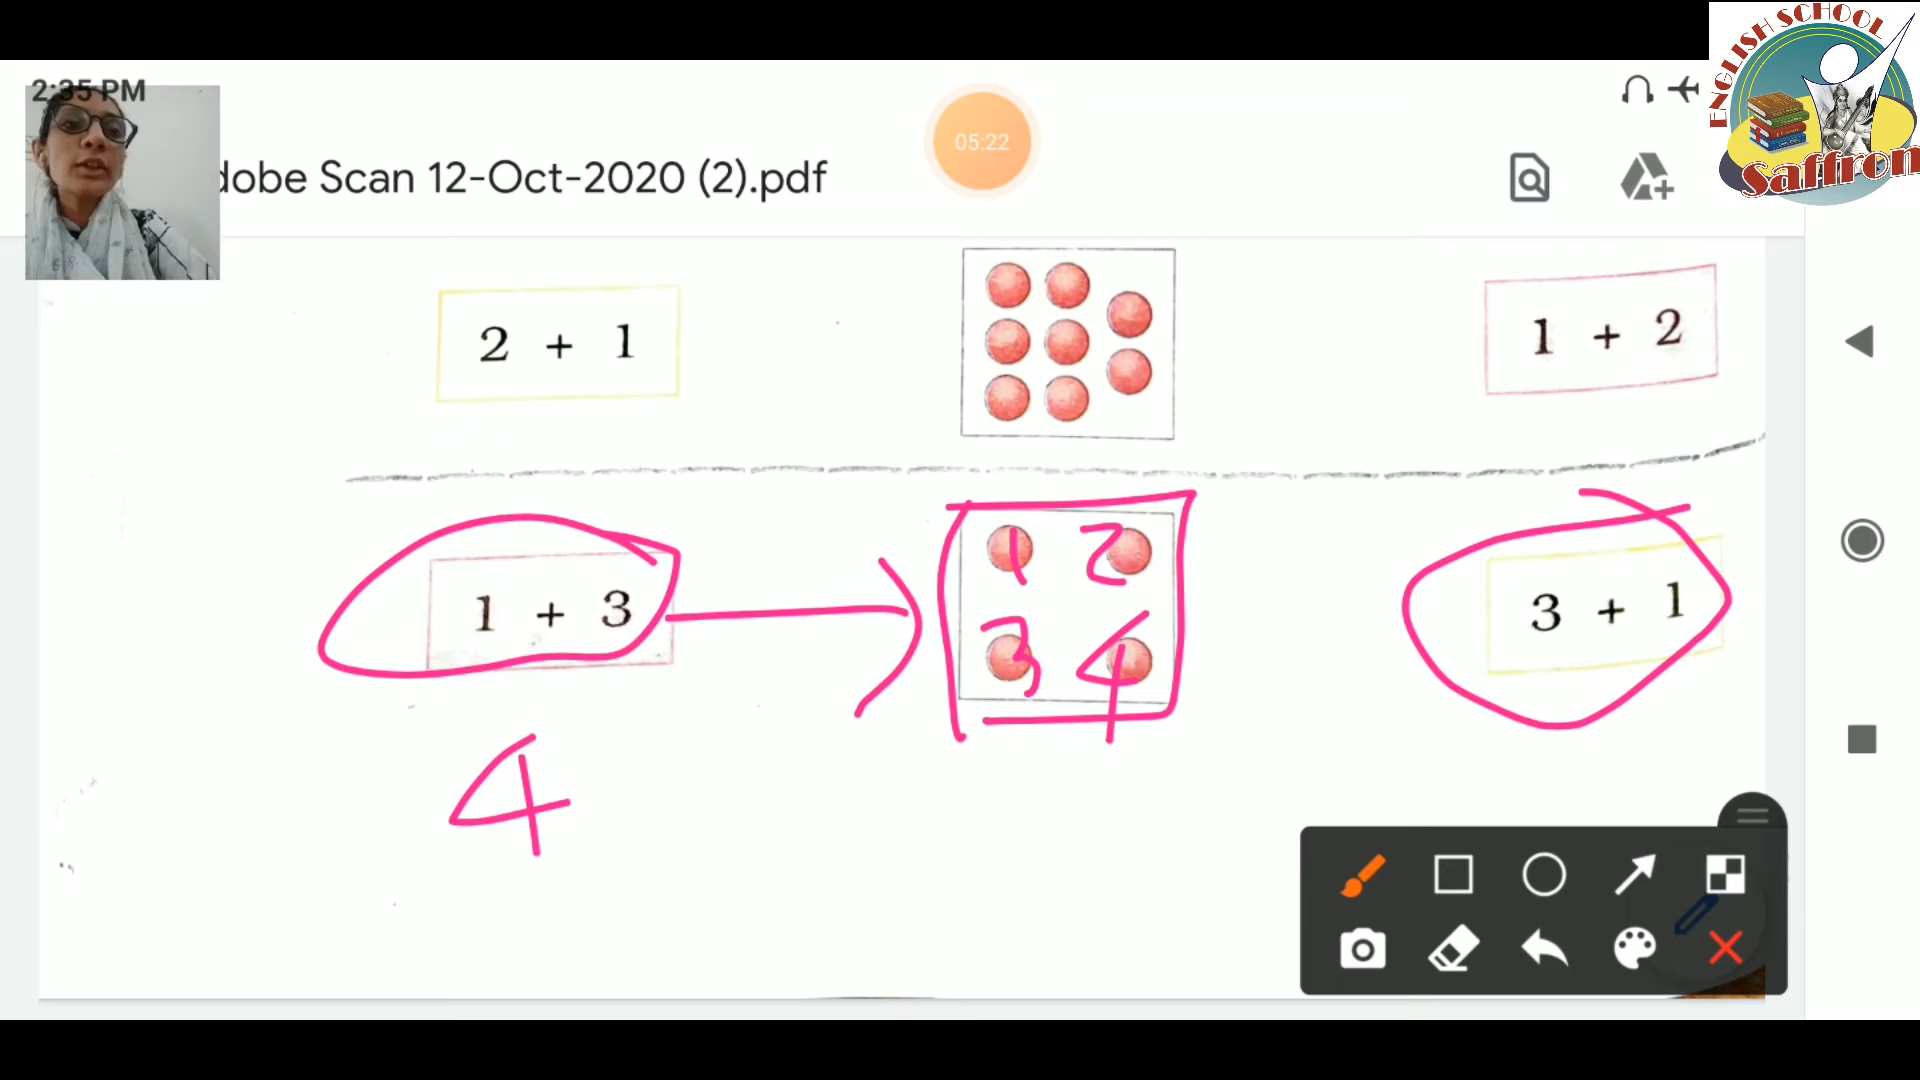 2:35 PM
05:22
dobe Scan 12-Oct-2020 (2).pdf
ENGLISH SCHOOL
Saffron
2 + 1
1 + 2
1 + 3
1 2
3 4
3 + 1
4